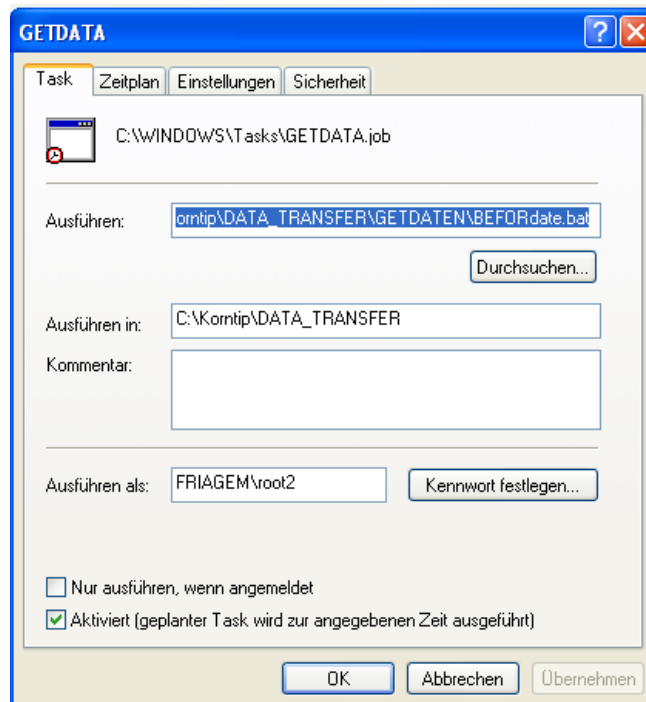 GETDATA
Task Zeitplan Einstellungen Sicherheit
C:\WINDOWS\Tasks\GETDATA.job
Ausführen: orntip\DATA_TRANSFER\GETDATEN\BEFORdate.bat
Durchsuchen...
Ausführen in: C:\Korntip\DATA_TRANSFER
Kommentar:
Ausführen als: FRIAGEM\root2 Kennwort festlegen...
Nur ausführen, wenn angemeldet
Aktiviert (geplanter Task wird zur angegebenen Zeit ausgeführt)
OK Abbrechen Übernehmen